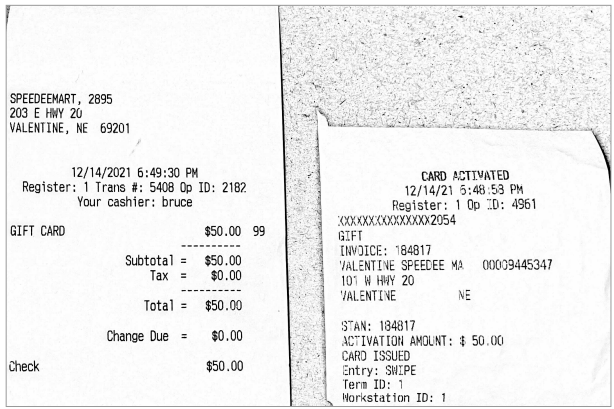 SPEEDEEMART, 2895
203 E HWY 20
VALENTINE, NE 69201
12/14/2021 6:49:30 PM
Register: 1 Trans #: 5408 Op ID: 2182
Your cashier: bruce
GIFT CARD $50.00 99
----------
Subtotal = $50.00
Tax = $0.00
----------
Total = $50.00
Change Due = $0.00
Check $50.00
CARD ACTIVATED
12/14/21 6:48:58 PM
Register: 1 Op ID: 4961
XXXXXXXXXXXXXXX2054
GIFT
INVOICE: 184817
VALENTINE SPEEDEE MA 00009445347
101 W HWY 20
VALENTINE NE
STAN: 184817
ACTIVATION AMOUNT: $ 50.00
CARD ISSUED
Entry: SWIPE
Term ID: 1
Workstation ID: 1